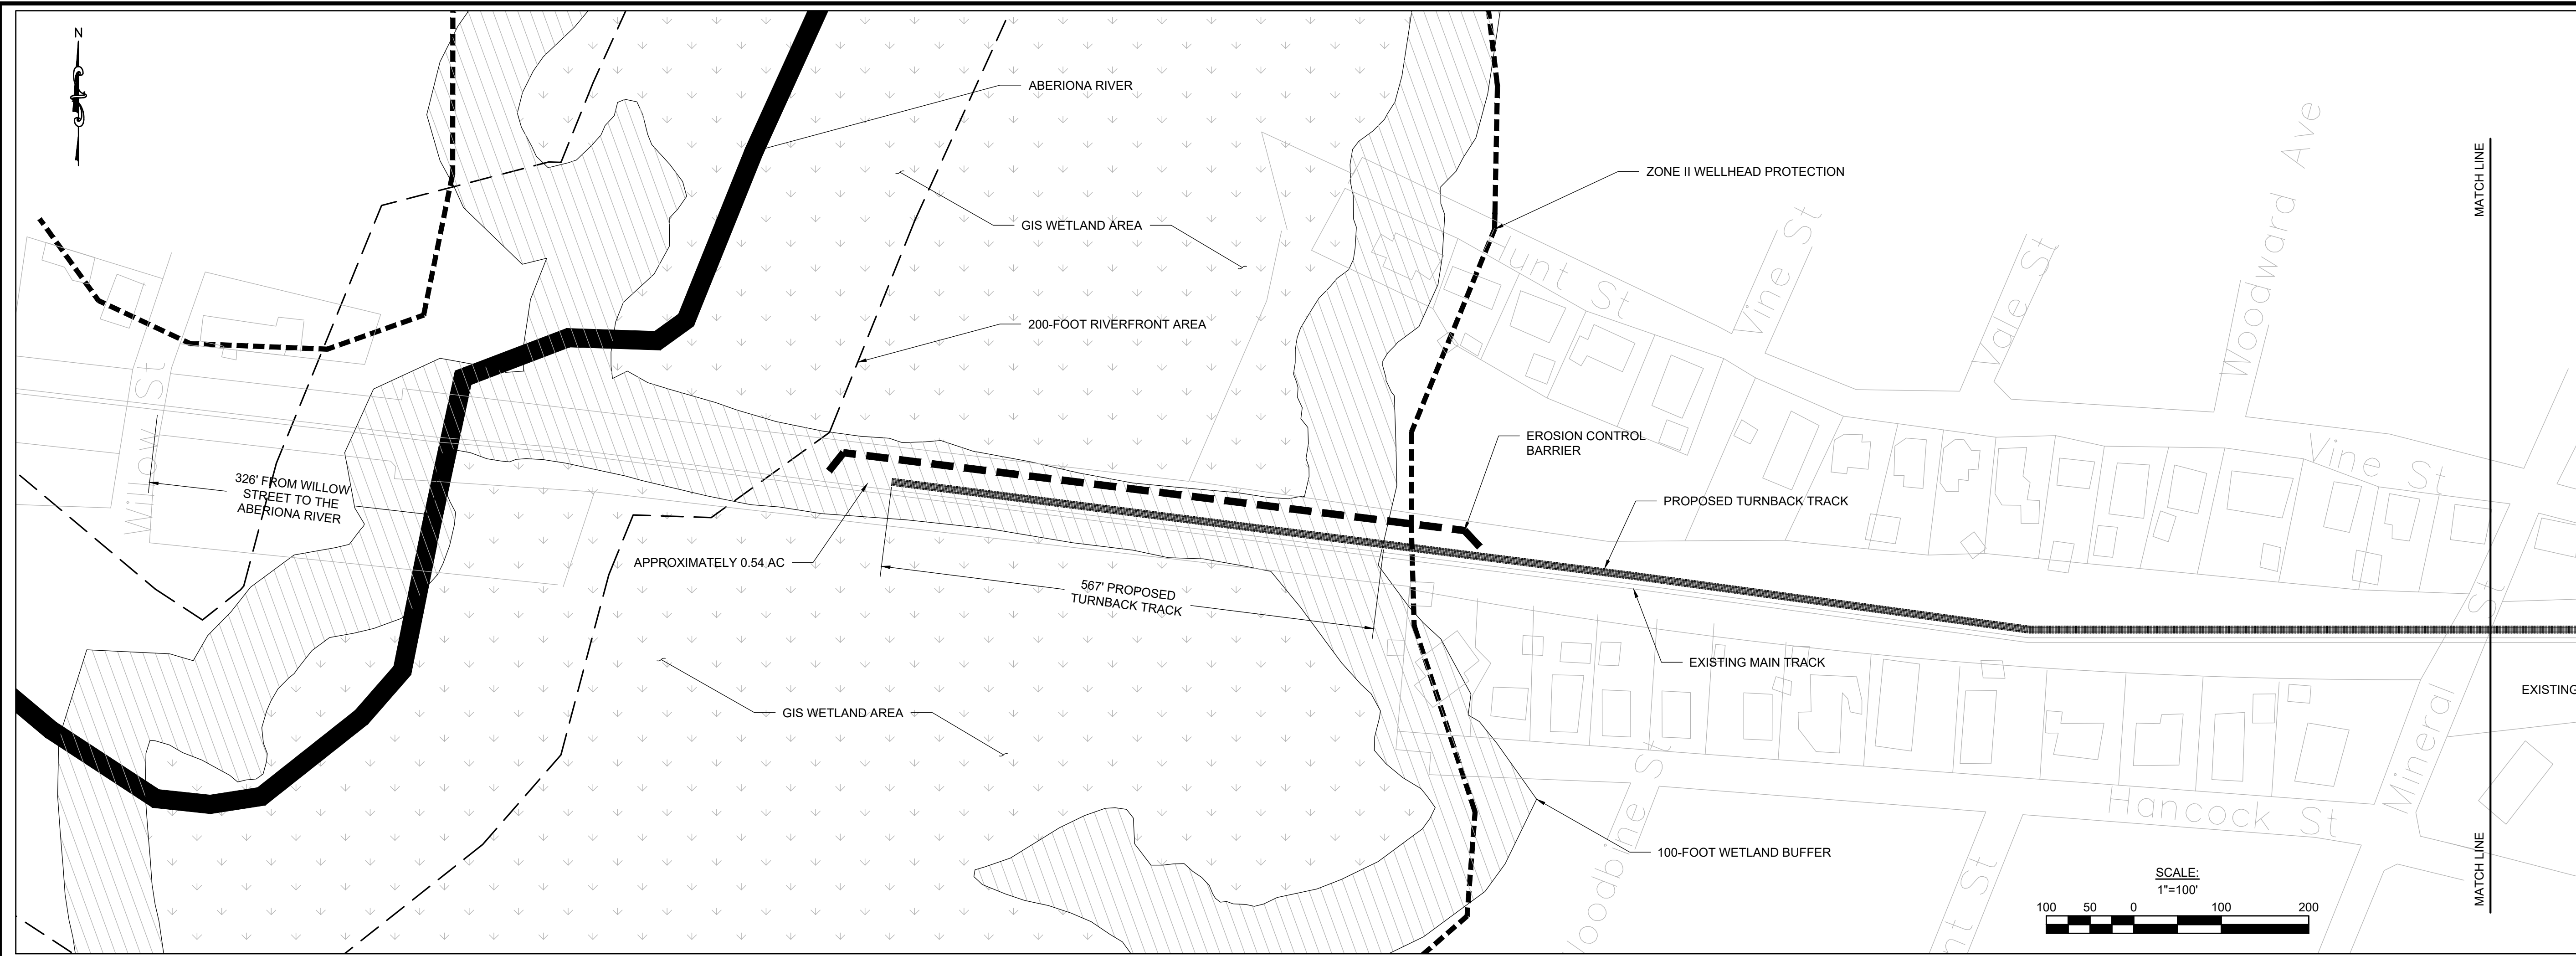 N
ABERIONA RIVER
ZONE II WELLHEAD PROTECTION
MATCH LINE
Woodward Ave
Vine St
Vale St
GIS WETLAND AREA
Hunt St
200-FOOT RIVERFRONT AREA
Willow St
EROSION CONTROL
BARRIER
Vine St
326' FROM WILLOW
STREET TO THE
ABERIONA RIVER
PROPOSED TURNBACK TRACK
APPROXIMATELY 0.54 AC
567' PROPOSED
TURNBACK TRACK
EXISTING MAIN TRACK
EXISTING
GIS WETLAND AREA
Mineral St
Hancock St
100-FOOT WETLAND BUFFER
oodbine St
nt St
MATCH LINE
SCALE:
1"=100'
100 50 0 100 200